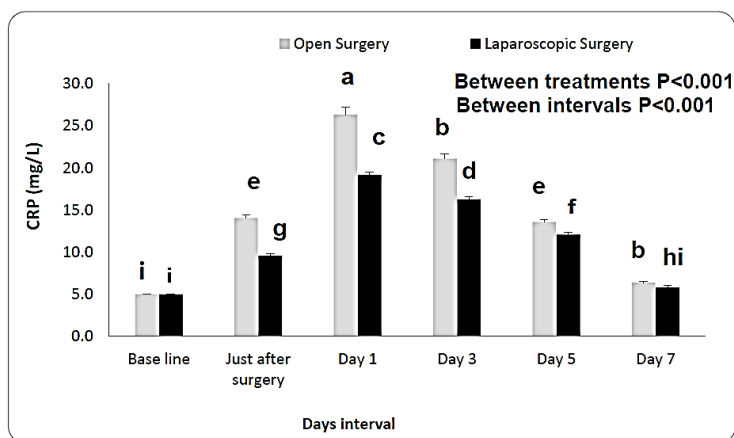 Open Surgery
Laparoscopic Surgery
Between treatments P<0.001
Between intervals P<0.001
CRP (mg/L)
30.0
25.0
20.0
15.0
10.0
5.0
0.0
i
i
e
g
a
c
b
d
e
f
b
hi
Base line
Just after
surgery
Day 1
Day 3
Day 5
Day 7
Days interval